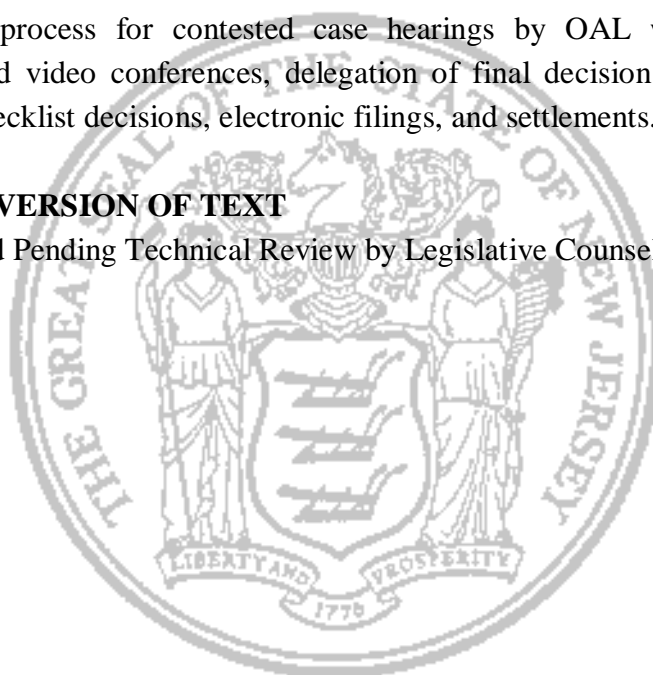 process for contested case hearings by OAL
d video conferences, delegation of final decision
ecklist decisions, electronic filings, and settlements.
VERSION OF TEXT
d Pending Technical Review by Legislative Counsel
THE GREAT SEAL OF THE STATE OF NEW JERSEY
LIBERTY AND PROSPERITY
1776